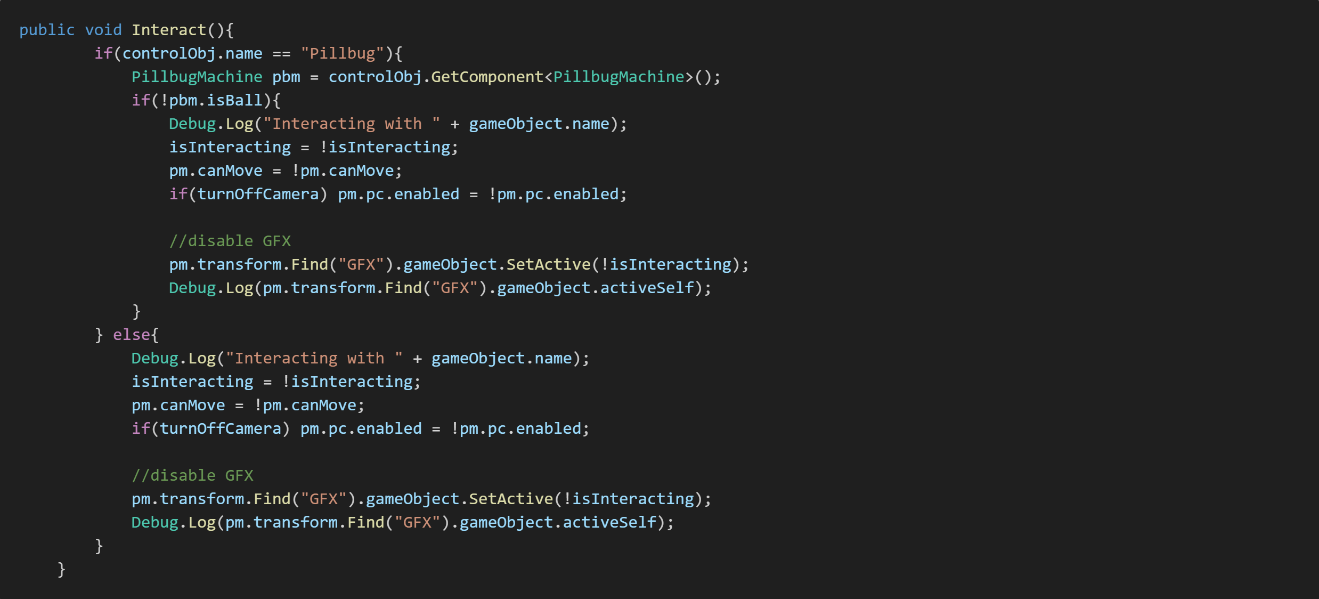 public void Interact(){
        if(controlObj.name == "Pillbug"){
            PillbugMachine pbm = controlObj.GetComponent<PillbugMachine>();
            if(!pbm.isBall){
                Debug.Log("Interacting with " + gameObject.name);
                isInteracting = !isInteracting;
                pm.canMove = !pm.canMove;
                if(turnOffCamera) pm.pc.enabled = !pm.pc.enabled;

                //disable GFX
                pm.transform.Find("GFX").gameObject.SetActive(!isInteracting);
                Debug.Log(pm.transform.Find("GFX").gameObject.activeSelf);
            }
        } else{
            Debug.Log("Interacting with " + gameObject.name);
            isInteracting = !isInteracting;
            pm.canMove = !pm.canMove;
            if(turnOffCamera) pm.pc.enabled = !pm.pc.enabled;

            //disable GFX
            pm.transform.Find("GFX").gameObject.SetActive(!isInteracting);
            Debug.Log(pm.transform.Find("GFX").gameObject.activeSelf);
        }
    }